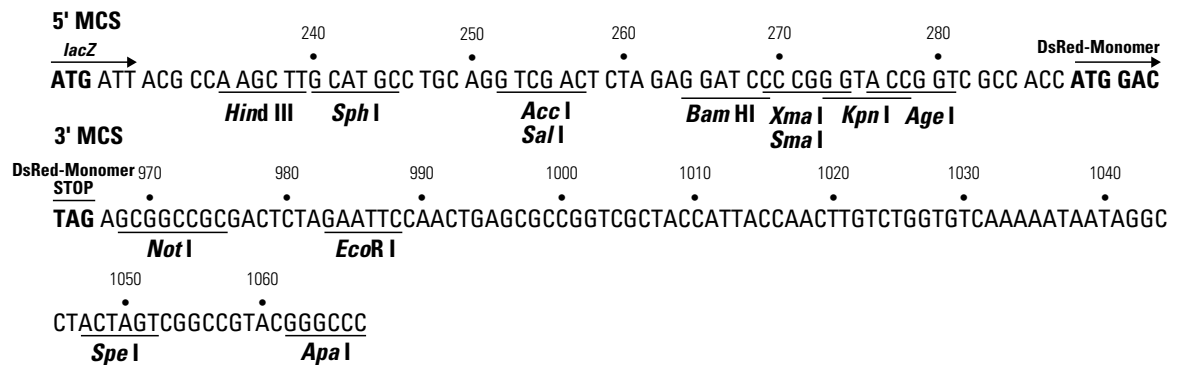 5' MCS
lacZ 240 250 260 270 280 DsRed-Monomer
ATG ATT ACG CCA AGC TTG CAT GCC TGC AGG TCG ACT CTA GAG GAT CCC CGG GTA CCG GTC GCC ACC ATG GAC
Hind III Sph I Acc I Bam HI Xma I Kpn I Age I
Sal I Sma I
3' MCS
DsRed-Monomer 970 980 990 1000 1010 1020 1030 1040
STOP
TAG AGCGGCCGCGACTCTAGAATTCCAACTGAGCGCCGGTCGCTACCATTACCAACTTGTCTGGTGTCAAAAATAATAGGC
Not I EcoR I
1050 1060
CTACTAGTCGGCCGTACGGGCCC
Spe I Apa I